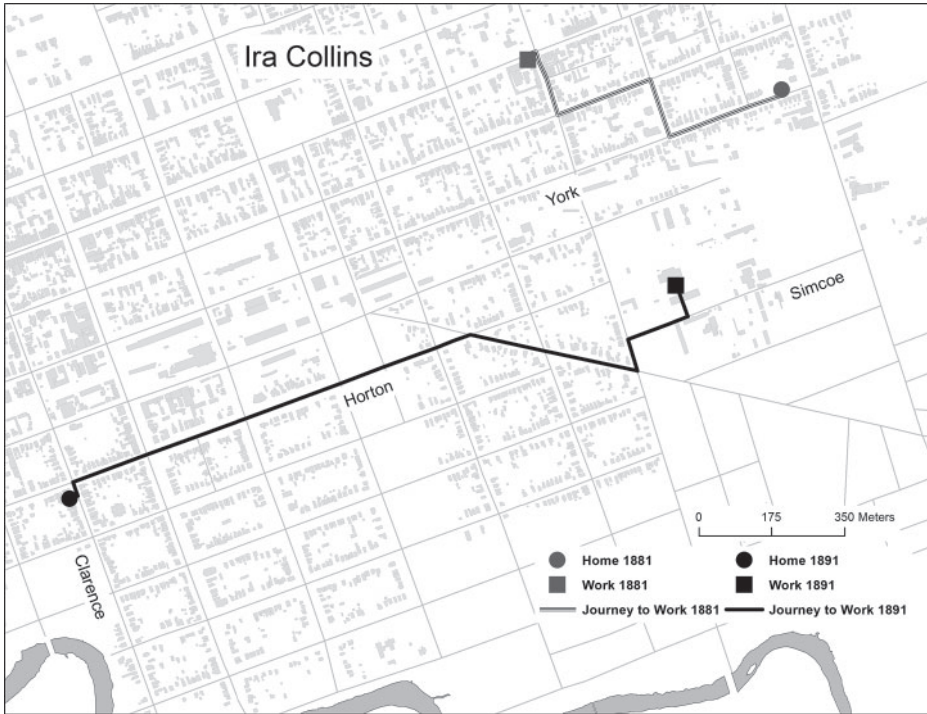 Ira Collins
York
Simcoe
Horton
Clarence
0 175 350 Meters
Home 1881 Home 1891
Work 1881 Work 1891
Journey to Work 1881 Journey to Work 1891